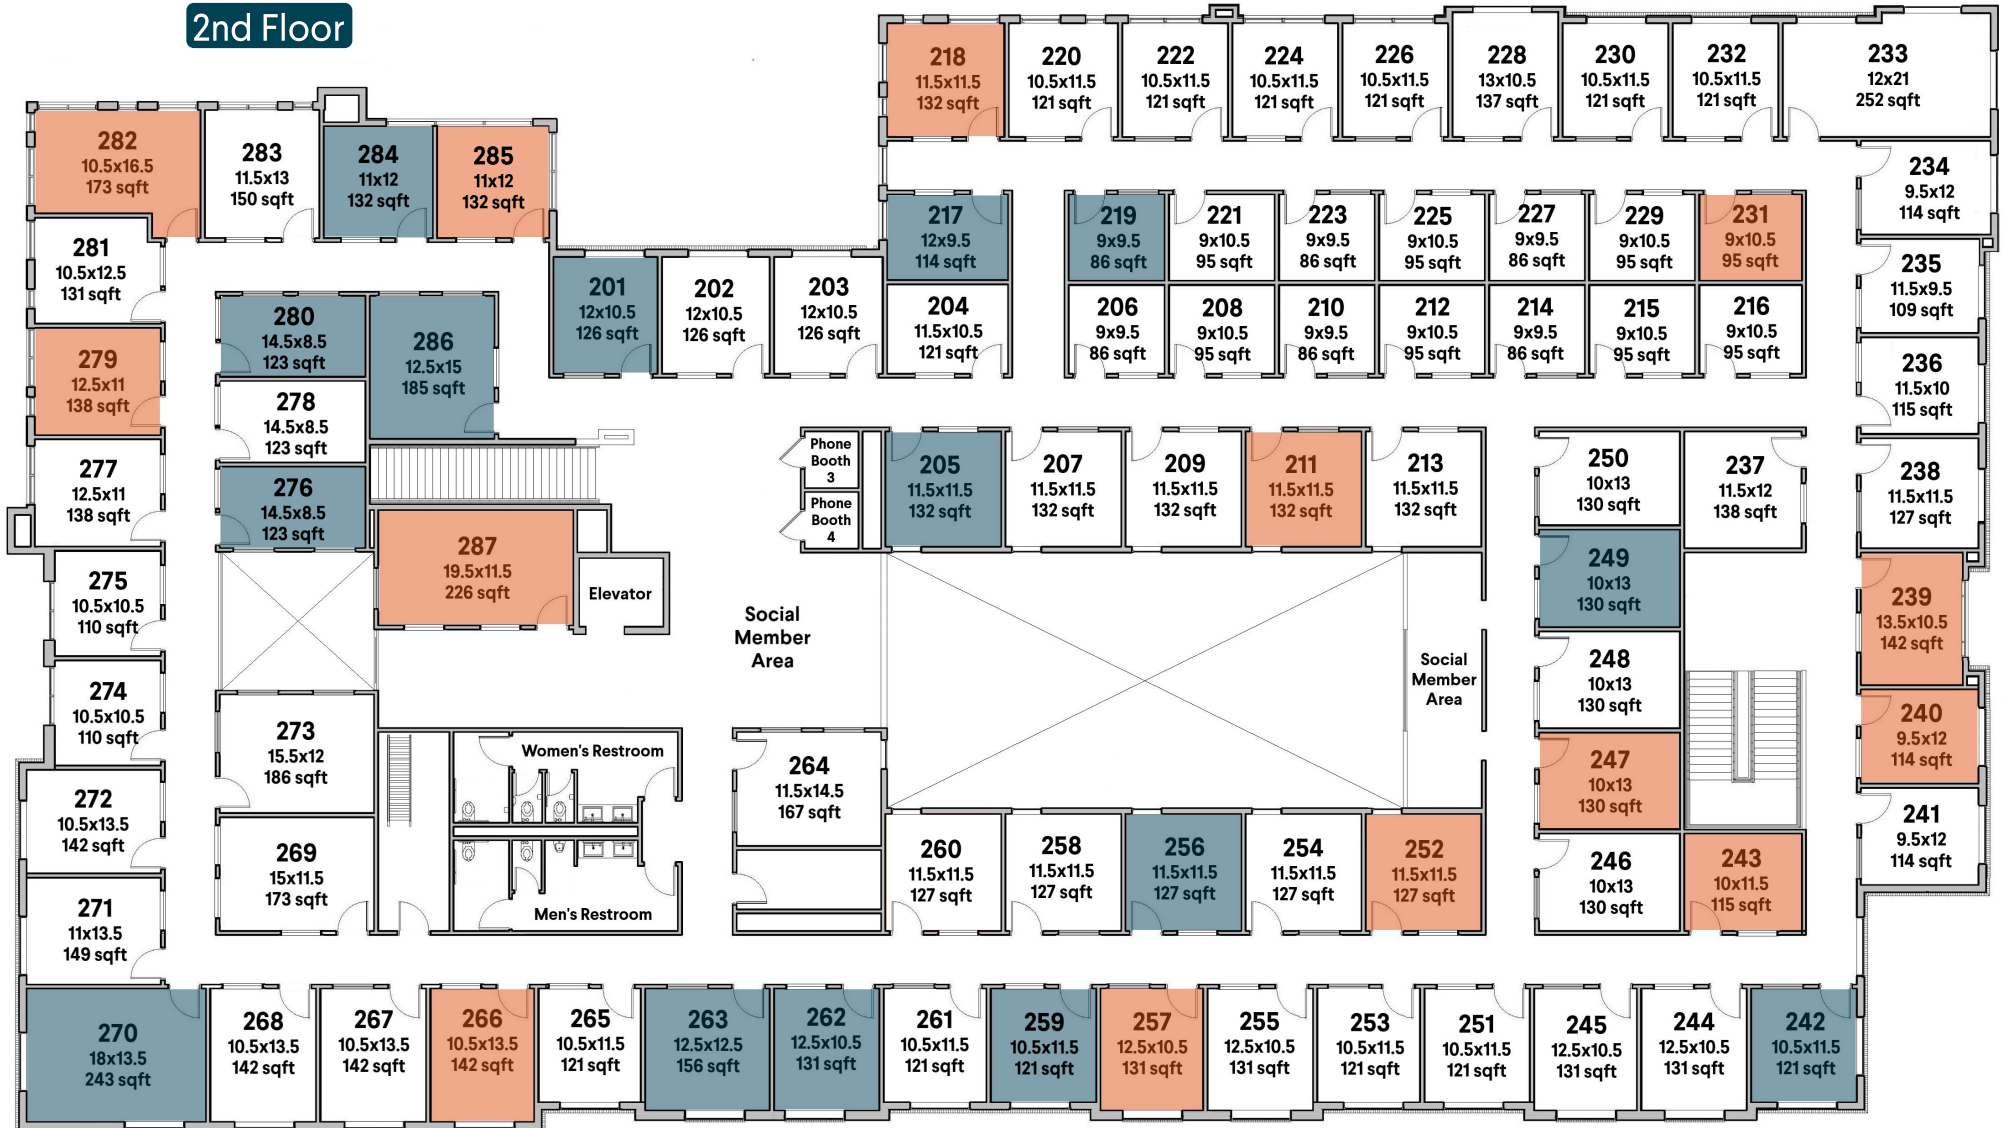 2nd Floor
218
11.5x11.5
132 sqft
220
10.5x11.5
121 sqft
222
10.5x11.5
121 sqft
224
10.5x11.5
121 sqft
226
10.5x11.5
121 sqft
228
13x10.5
137 sqft
230
10.5x11.5
121 sqft
232
10.5x11.5
121 sqft
233
12x21
252 sqft
282
10.5x16.5
173 sqft
283
11.5x13
150 sqft
284
11x12
132 sqft
285
11x12
132 sqft
234
9.5x12
114 sqft
217
12x9.5
114 sqft
219
9x9.5
86 sqft
221
9x10.5
95 sqft
223
9x9.5
86 sqft
225
9x10.5
95 sqft
227
9x9.5
86 sqft
229
9x10.5
95 sqft
231
9x10.5
95 sqft
281
10.5x12.5
131 sqft
235
11.5x9.5
109 sqft
201
12x10.5
126 sqft
202
12x10.5
126 sqft
203
12x10.5
126 sqft
204
11.5x10.5
121 sqft
206
9x9.5
86 sqft
208
9x10.5
95 sqft
210
9x9.5
86 sqft
212
9x10.5
95 sqft
214
9x9.5
86 sqft
215
9x10.5
95 sqft
216
9x10.5
95 sqft
280
14.5x8.5
123 sqft
286
12.5x15
185 sqft
279
12.5x11
138 sqft
236
11.5x10
115 sqft
278
14.5x8.5
123 sqft
277
12.5x11
138 sqft
276
14.5x8.5
123 sqft
Phone
Booth
3
Phone
Booth
4
205
11.5x11.5
132 sqft
207
11.5x11.5
132 sqft
209
11.5x11.5
132 sqft
211
11.5x11.5
132 sqft
213
11.5x11.5
132 sqft
250
10x13
130 sqft
237
11.5x12
138 sqft
238
11.5x11.5
127 sqft
287
19.5x11.5
226 sqft
Elevator
275
10.5x10.5
110 sqft
249
10x13
130 sqft
239
13.5x10.5
142 sqft
Social
Member
Area
Social
Member
Area
248
10x13
130 sqft
274
10.5x10.5
110 sqft
240
9.5x12
114 sqft
273
15.5x12
186 sqft
Women's Restroom
264
11.5x14.5
167 sqft
247
10x13
130 sqft
272
10.5x13.5
142 sqft
241
9.5x12
114 sqft
269
15x11.5
173 sqft
Men's Restroom
260
11.5x11.5
127 sqft
258
11.5x11.5
127 sqft
256
11.5x11.5
127 sqft
254
11.5x11.5
127 sqft
252
11.5x11.5
127 sqft
246
10x13
130 sqft
243
10x11.5
115 sqft
271
11x13.5
149 sqft
270
18x13.5
243 sqft
268
10.5x13.5
142 sqft
267
10.5x13.5
142 sqft
266
10.5x13.5
142 sqft
265
10.5x11.5
121 sqft
263
12.5x12.5
156 sqft
262
12.5x10.5
131 sqft
261
10.5x11.5
121 sqft
259
10.5x11.5
121 sqft
257
12.5x10.5
131 sqft
255
12.5x10.5
131 sqft
253
10.5x11.5
121 sqft
251
10.5x11.5
121 sqft
245
12.5x10.5
131 sqft
244
12.5x10.5
131 sqft
242
10.5x11.5
121 sqft